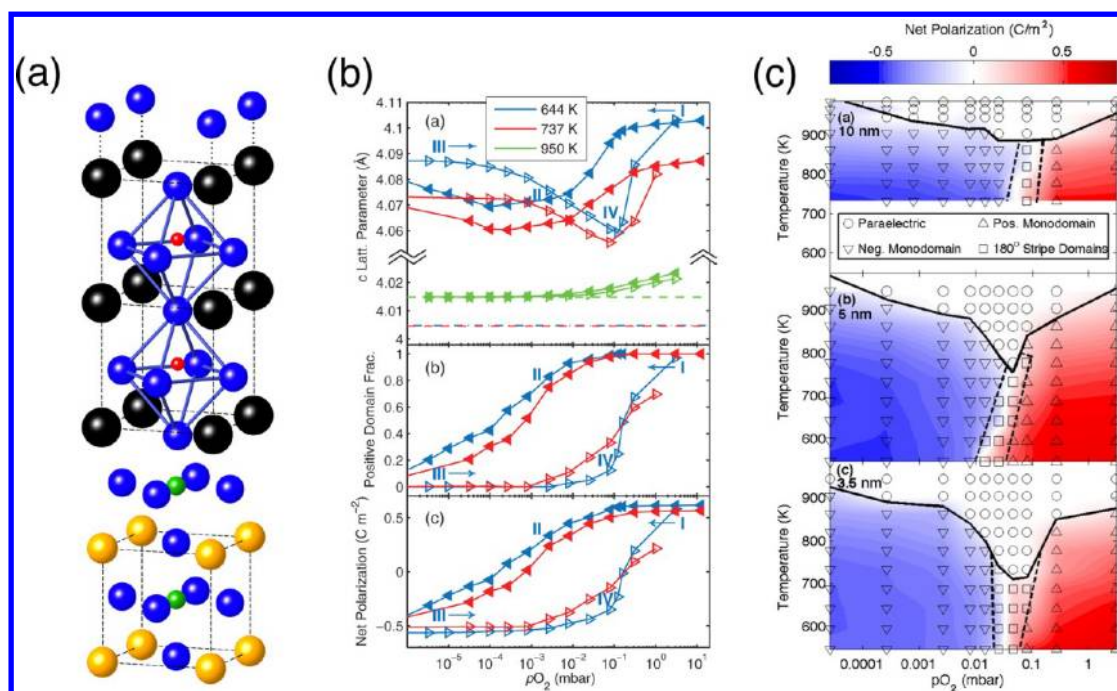 (a)
(b)
(a)
644 K
737 K
950 K
I
II
III
IV
4.11
4.1
4.09
4.08
4.07
4.06
4.02
4.01
4
c Latt. Parameter (Å)
(b)
I
II
III
IV
1
0.8
0.6
0.4
0.2
0
Positive Domain Frac.
(c)
I
II
III
IV
0.5
0
-0.5
Net Polarization (C m⁻²)
10⁻⁵ 10⁻⁴ 10⁻³ 10⁻² 10⁻¹ 10⁰ 10¹
pO₂ (mbar)
(c)
Net Polarization (C/m²)
-0.5 0 0.5
(a)
10 nm
900
800
700
600
Temperature (K)
Paraelectric
Pos. Monodomain
Neg. Monodomain
180° Stripe Domains
(b)
5 nm
900
800
700
600
Temperature (K)
(c)
3.5 nm
900
800
700
600
Temperature (K)
0.0001 0.001 0.01 0.1 1
pO₂ (mbar)